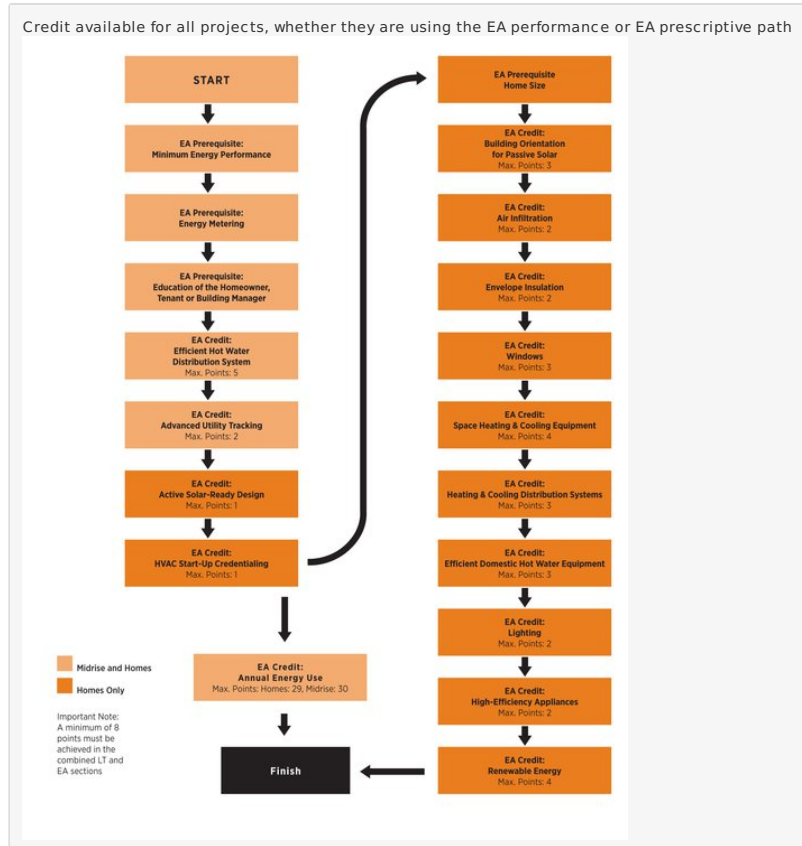 Credit available for all projects, whether they are using the EA performance or EA prescriptive path
START
EA Prerequisite:
Minimum Energy Performance
EA Prerequisite:
Energy Metering
EA Prerequisite:
Education of the Homeowner,
Tenant or Building Manager
EA Credit:
Efficient Hot Water
Distribution System
Max. Points: 5
EA Credit:
Advanced Utility Tracking
Max. Points: 2
EA Credit:
Active Solar-Ready Design
Max. Points: 1
EA Credit:
HVAC Start-Up Credentialing
Max. Points: 1
EA Credit:
Annual Energy Use
Max. Points: Homes: 29, Midrise: 30
Finish
EA Prerequisite
Home Size
EA Credit:
Building Orientation
for Passive Solar
Max. Points: 3
EA Credit:
Air Infiltration
Max. Points: 2
EA Credit:
Envelope Insulation
Max. Points: 2
EA Credit:
Windows
Max. Points: 3
EA Credit:
Space Heating & Cooling Equipment
Max. Points: 4
EA Credit:
Heating & Cooling Distribution Systems
Max. Points: 3
EA Credit:
Efficient Domestic Hot Water Equipment
Max. Points: 3
EA Credit:
Lighting
Max. Points: 2
EA Credit:
High-Efficiency Appliances
Max. Points: 2
EA Credit:
Renewable Energy
Max. Points: 4
Midrise and Homes
Homes Only
Important Note:
A minimum of 8
points must be
achieved in the
combined LT and
EA sections